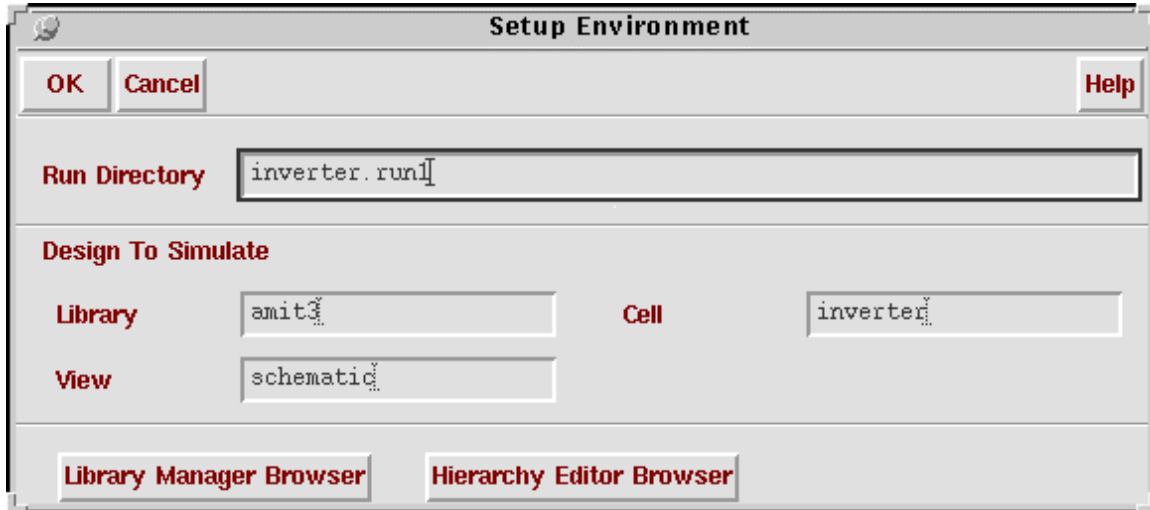 Setup Environment
OK Cancel Help
Run Directory inverter.run1
Design To Simulate
Library amit3 Cell inverter
View schematic
Library Manager Browser Hierarchy Editor Browser